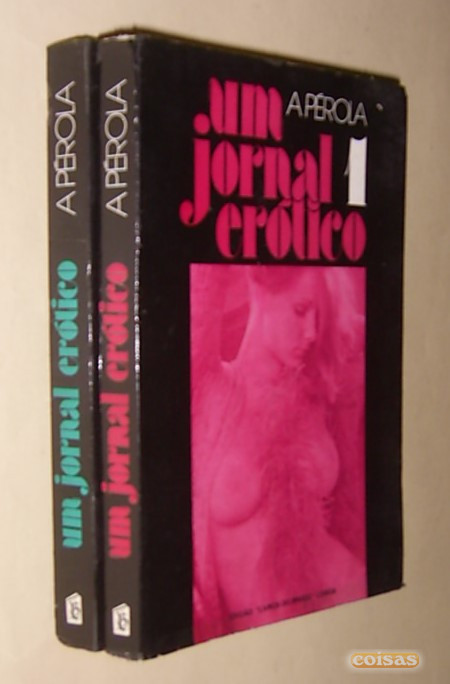 A PÉROLA
um jornal erótico
A PÉROLA
um jornal erótico
um
A PÉROLA
jornal 1
erótico
coisas